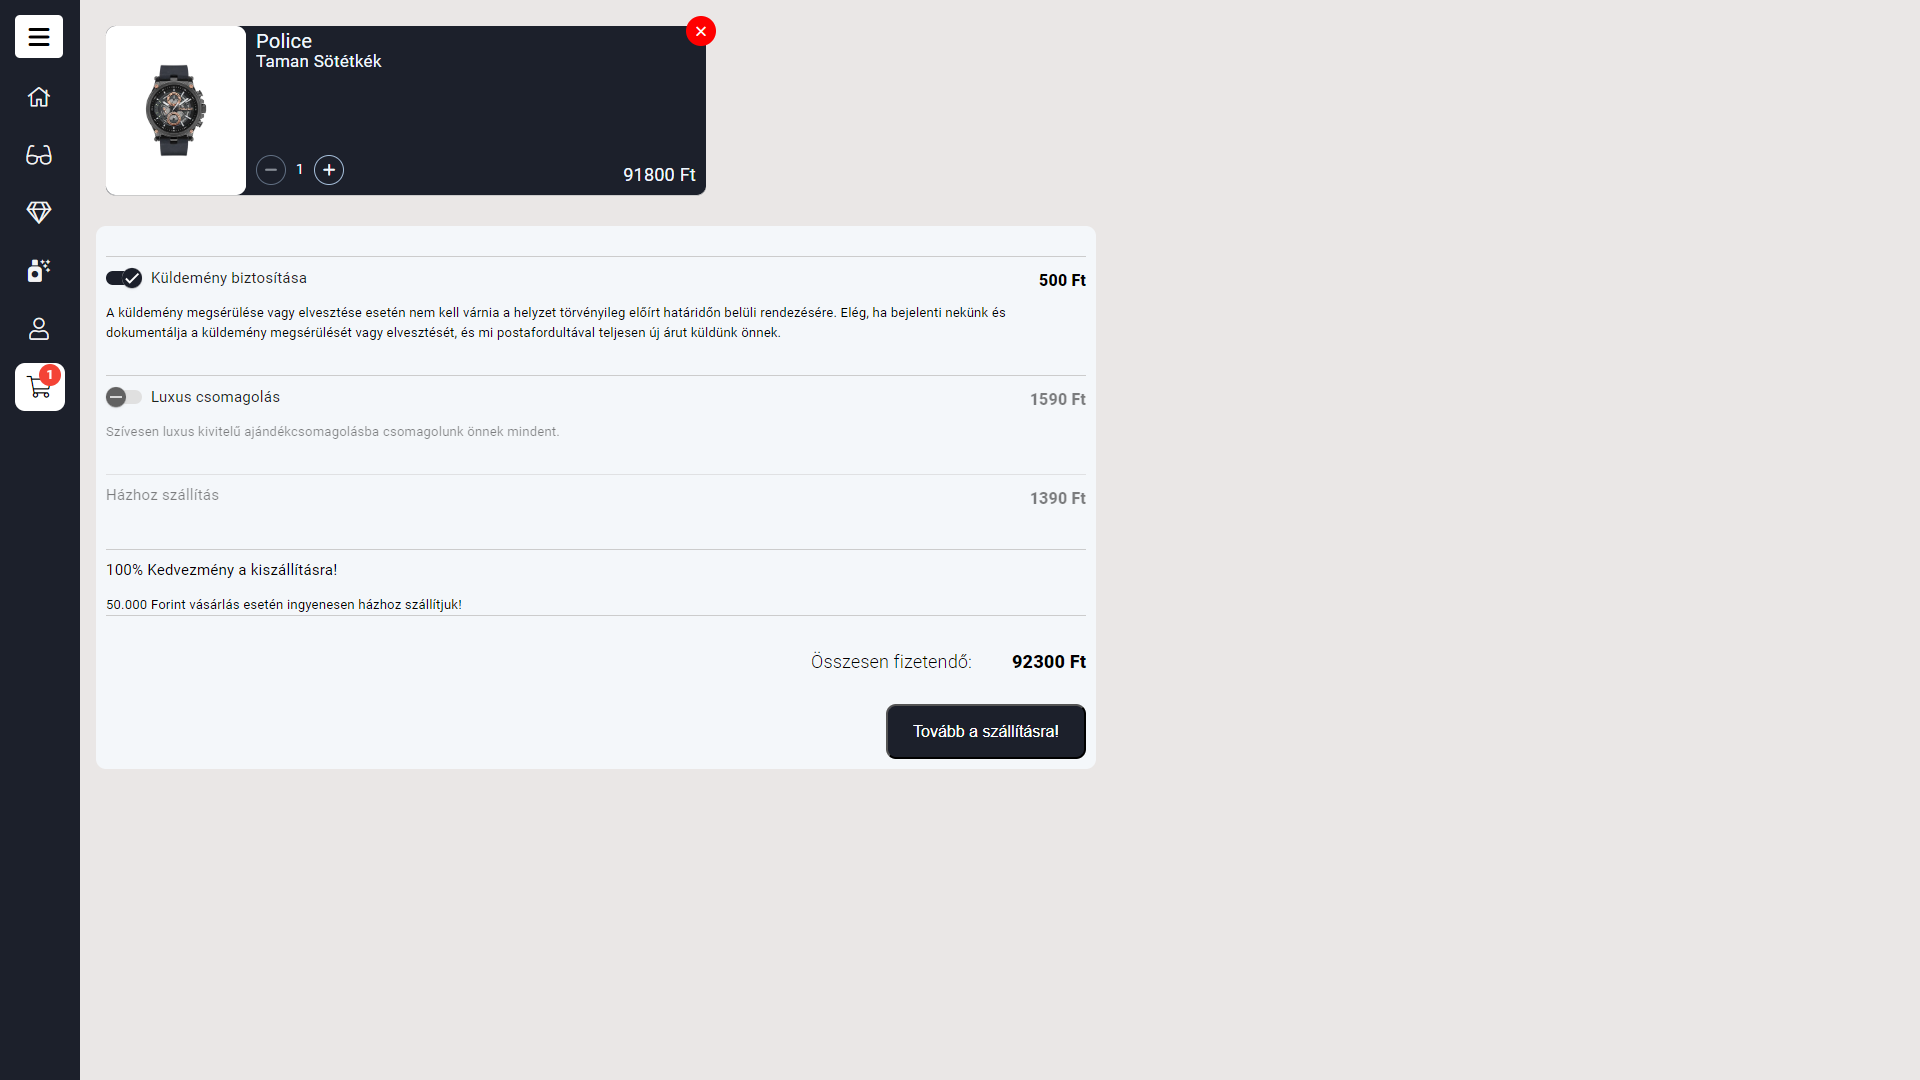 Police
Taman Sötétkék
1
91800 Ft
Küldemény biztosítása
500 Ft
A küldemény megsérülése vagy elvesztése esetén nem kell várnia a helyzet törvényileg előírt határidőn belüli rendezésére. Elég, ha bejelenti nekünk és
dokumentálja a küldemény megsérülését vagy elvesztését, és mi postafordultával teljesen új árut küldünk önnek.
1
Luxus csomagolás
1590 Ft
Szívesen luxus kivitelű ajándékcsomagolásba csomagolunk önnek mindent.
Házhoz szállítás
1390 Ft
100% Kedvezmény a kiszállításra!
50.000 Forint vásárlás esetén ingyenesen házhoz szállítjuk!
Összesen fizetendő:
92300 Ft
Tovább a szállításra!